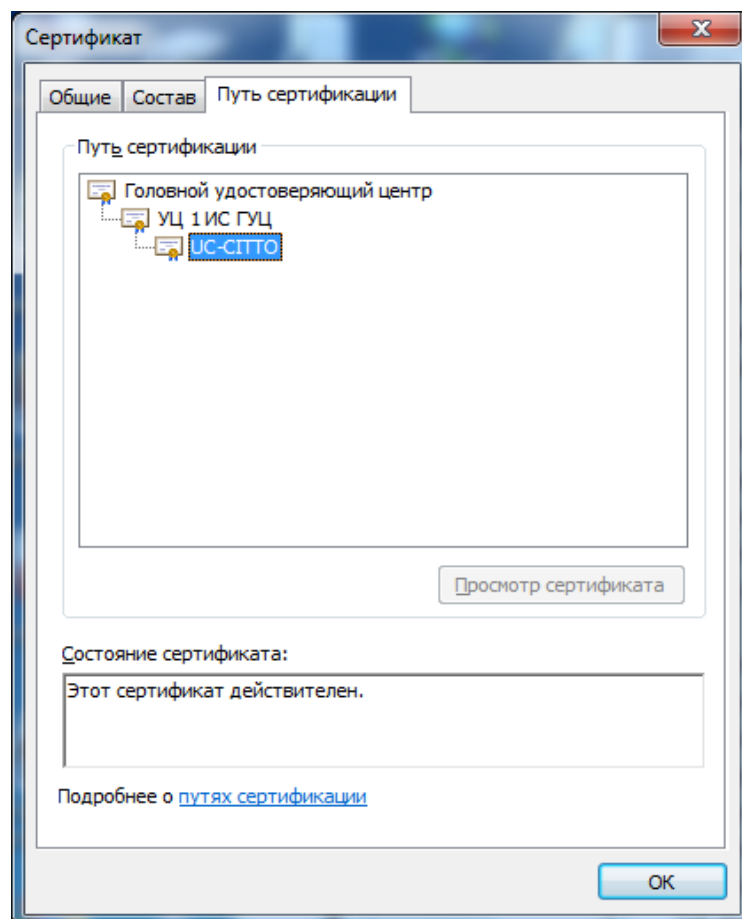 Сертификат
Общие Состав Путь сертификации
Путь сертификации
Головной удостоверяющий центр
УЦ 1 ИС ГУЦ
UC-CITTO
Просмотр сертификата
Состояние сертификата:
Этот сертификат действителен.
Подробнее о путях сертификации
ОК